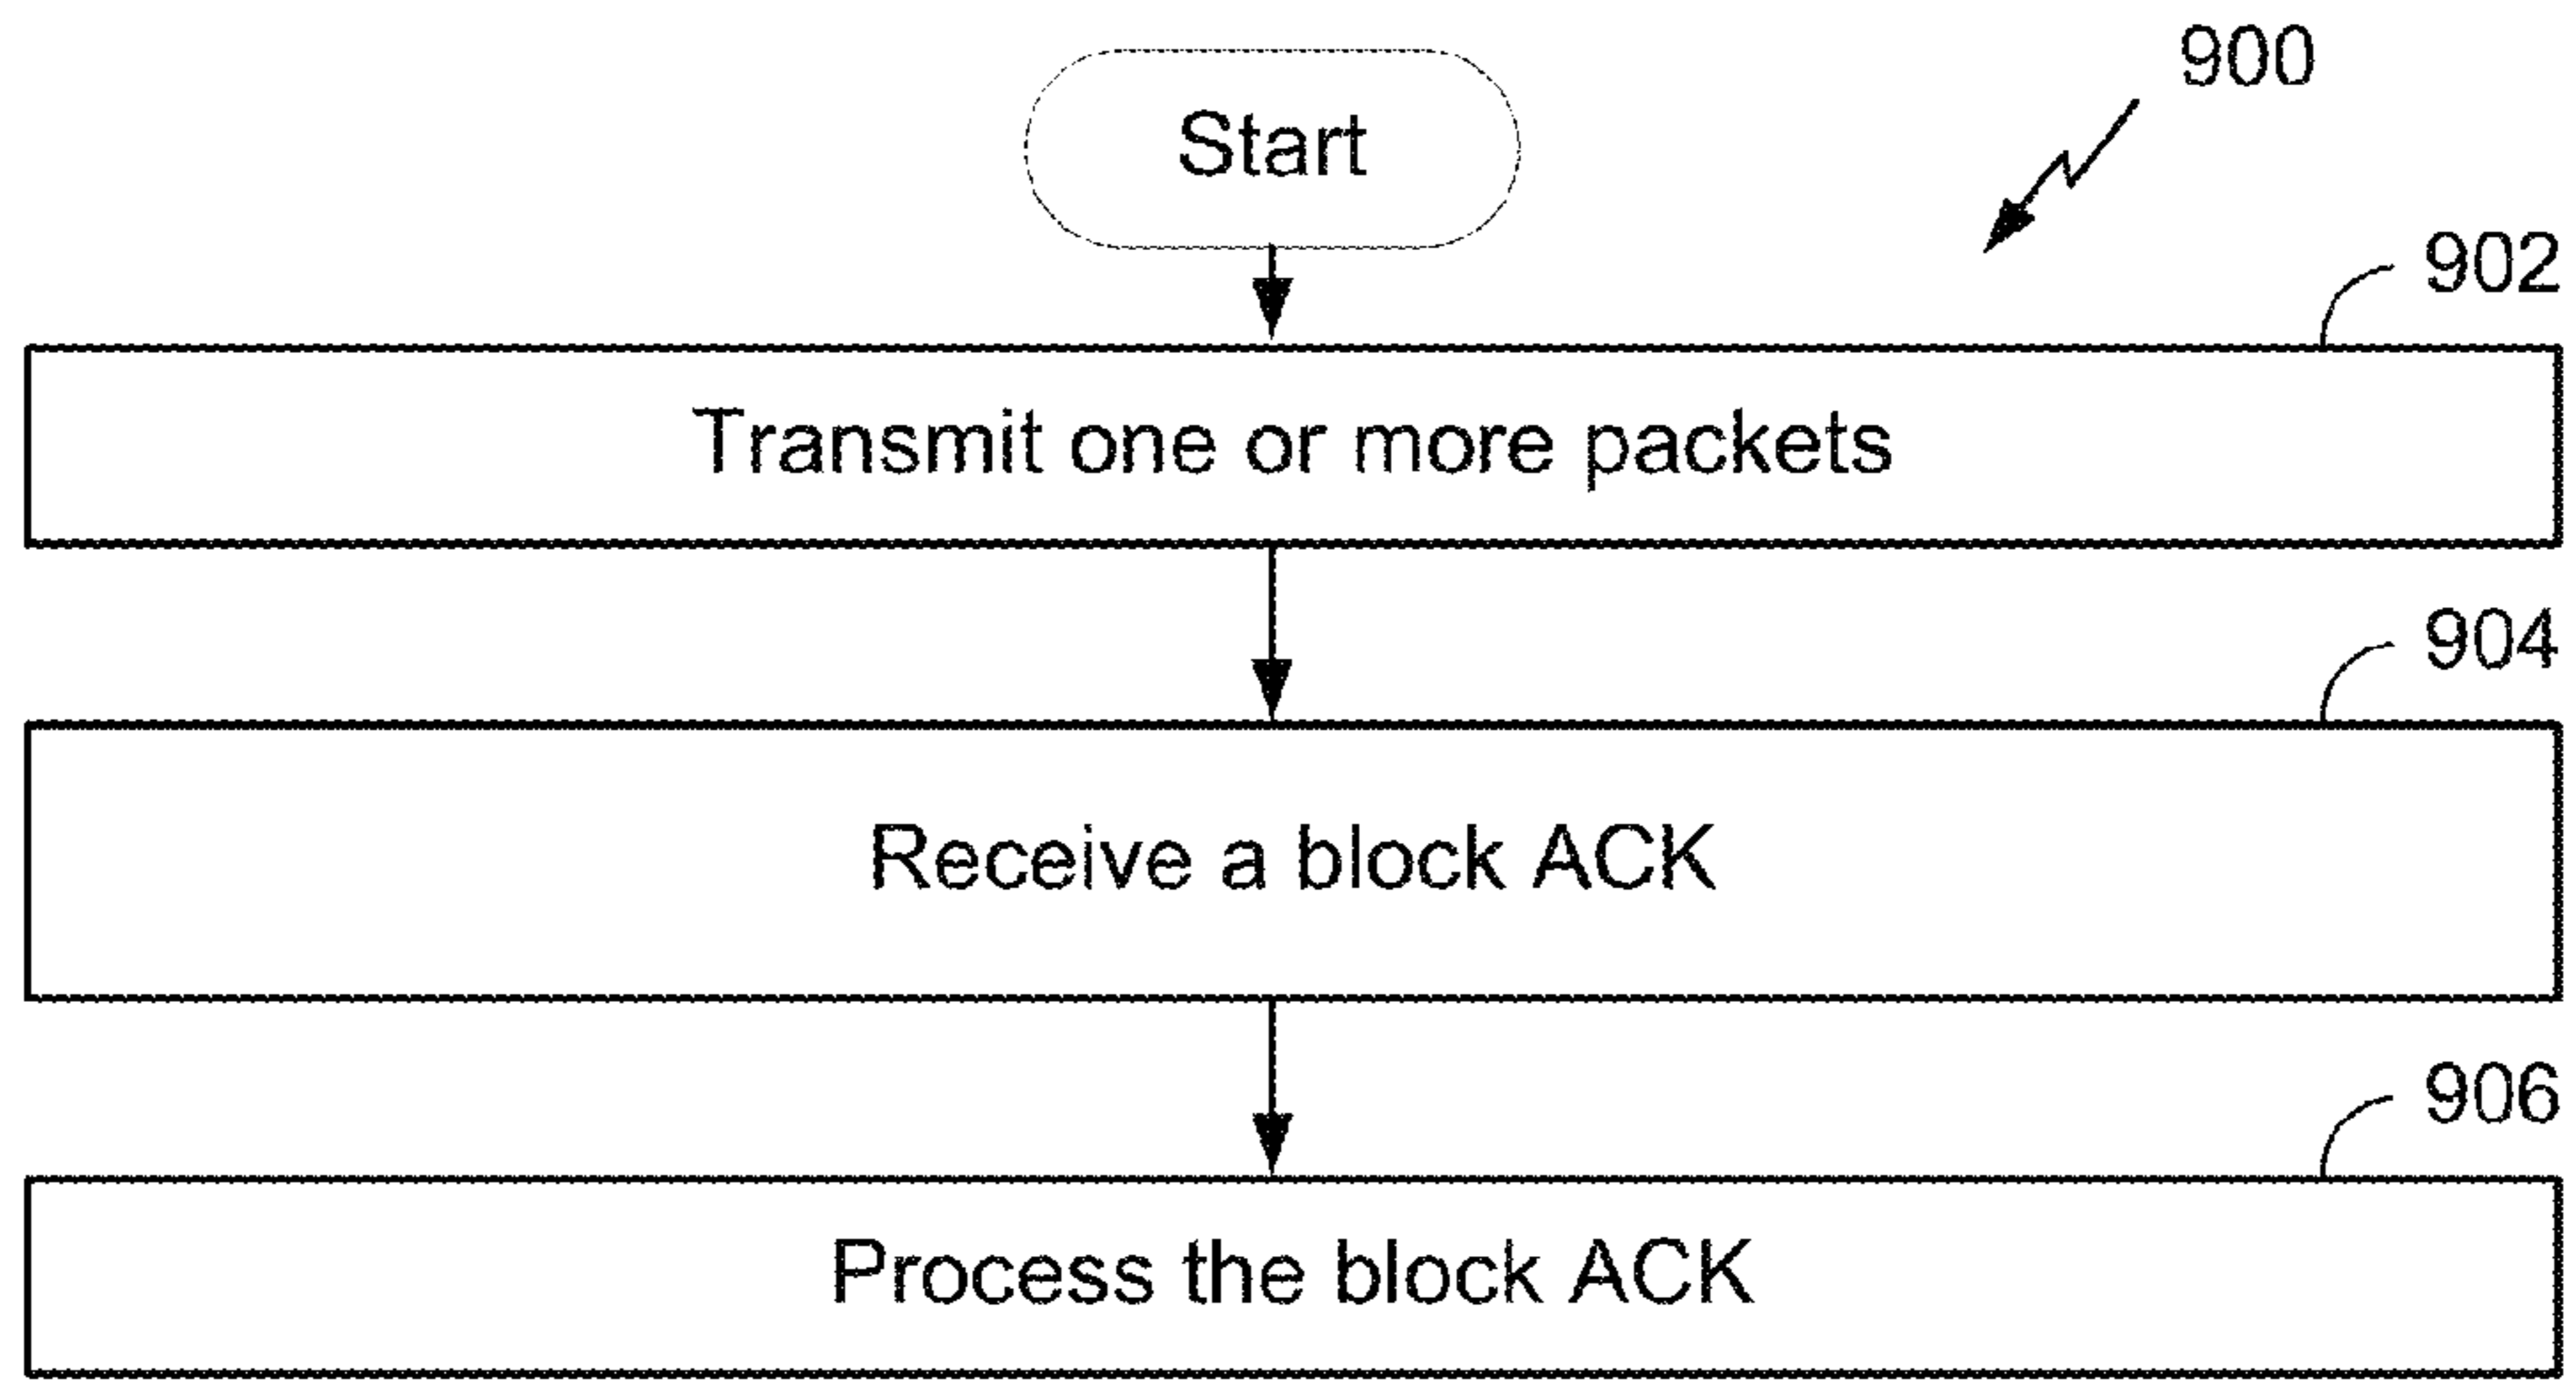 900
Start
902
Transmit one or more packets
904
Receive a block ACK
906
Process the block ACK